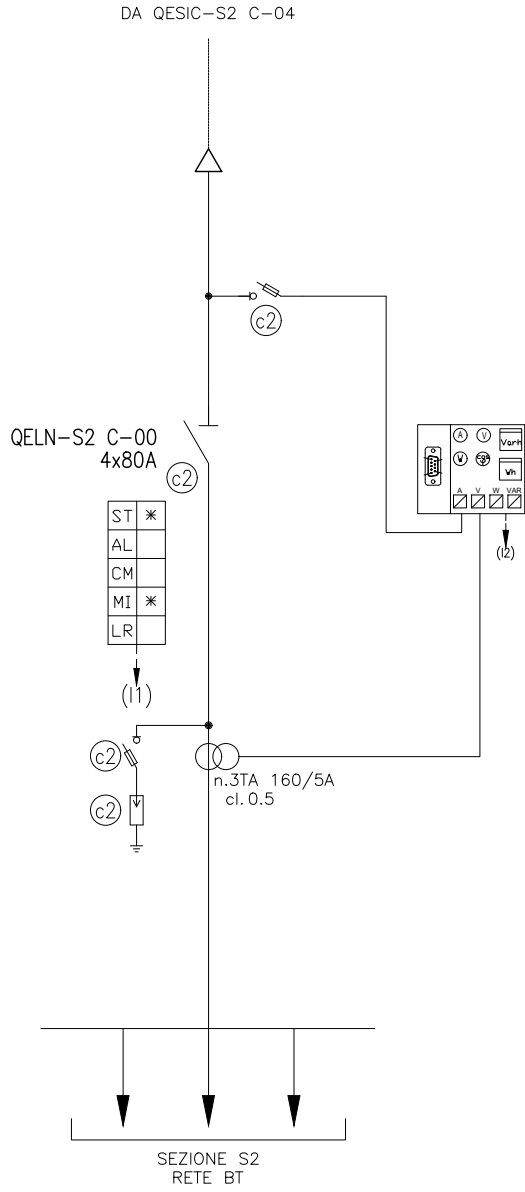 DA QESIC-S2 C-04
c2
QELN-S2 C-00
4x80A
c2
A V Varh
W cosφ Wh
A V W VAR
(I2)
ST *
AL
CM
MI *
LR
(I1)
c2
n.3TA 160/5A
cl. 0.5
c2
SEZIONE S2
RETE BT